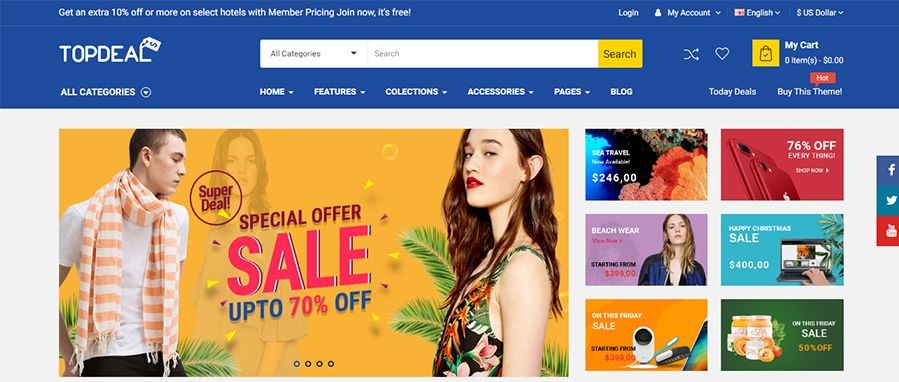 Get an extra 10% off or more on select hotels with Member Pricing Join now, it's free!
Login
My Account
English
$ US Dollar
TOPDEAL
All Categories
Search
Search
My Cart
0 item(s) - $0.00
ALL CATEGORIES
HOME
FEATURES
COLECTIONS
ACCESSORIES
PAGES
BLOG
Today Deals
Hot
Buy This Theme!
Super
Deal!
SPECIAL OFFER
SALE
UPTO 70% OFF
SEA TRAVEL
Now Available!
$246,00
76% OFF
EVERY THING!
SHOP NOW
BEACH WEAR
View Now >
STARTING FROM
$399,00
HAPPY CHRISTMAS
SALE
$400,00
ON THIS FRIDAY
SALE
STARTING FROM
$399,00
SPA
SPA
ON THIS FRIDAY
SALE
50%OFF
You
Tube